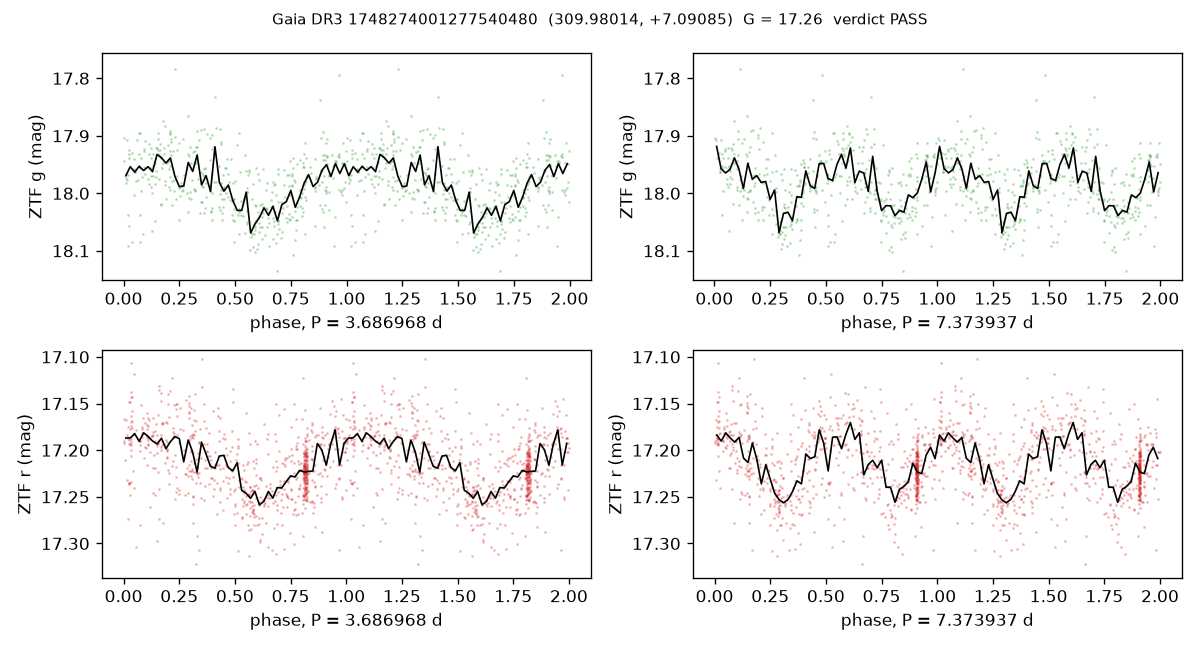 Gaia DR3 1748274001277540480 (309.98014, +7.09085) G = 17.26 verdict PASS
ZTF g (mag)
17.8
17.9
18.0
18.1
0.00 0.25 0.50 0.75 1.00 1.25 1.50 1.75 2.00
phase, P = 3.686968 d
ZTF g (mag)
17.8
17.9
18.0
18.1
0.00 0.25 0.50 0.75 1.00 1.25 1.50 1.75 2.00
phase, P = 7.373937 d
ZTF r (mag)
17.10
17.15
17.20
17.25
17.30
0.00 0.25 0.50 0.75 1.00 1.25 1.50 1.75 2.00
phase, P = 3.686968 d
ZTF r (mag)
17.10
17.15
17.20
17.25
17.30
0.00 0.25 0.50 0.75 1.00 1.25 1.50 1.75 2.00
phase, P = 7.373937 d